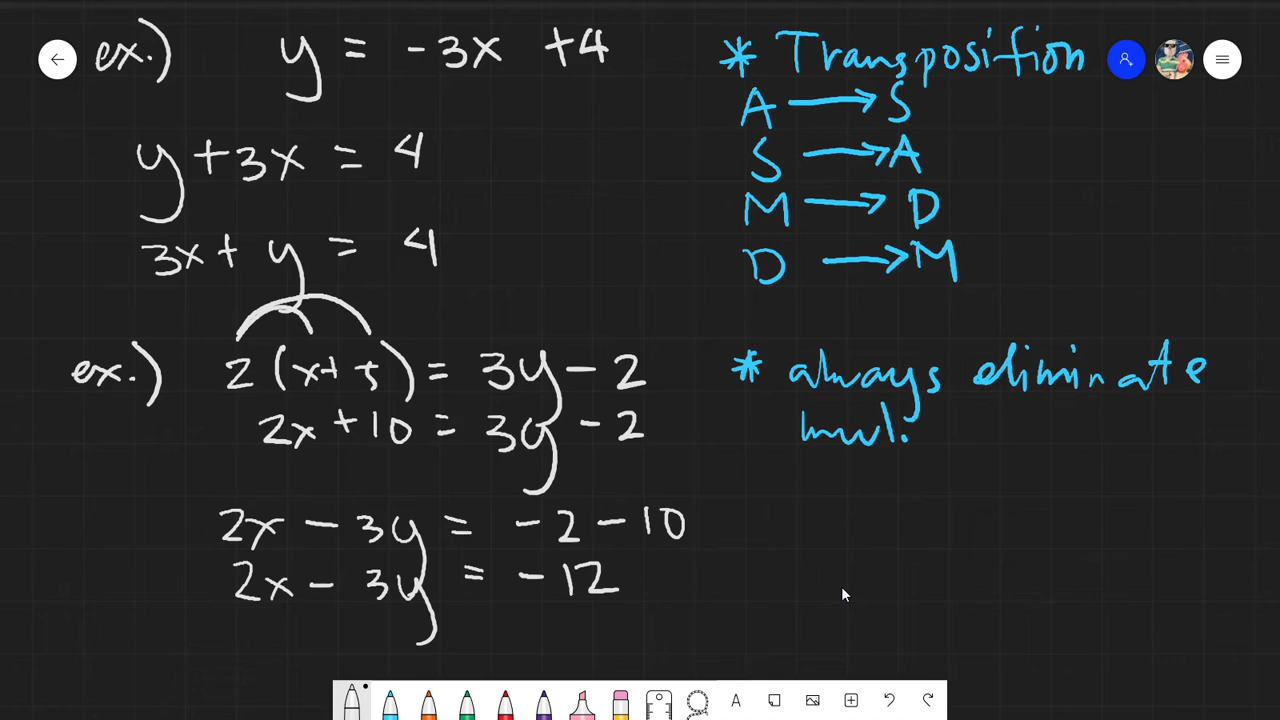 ex.) y = -3x +4
y+3x = 4
3x + y = 4
ex.) 2(x+5) = 3y-2
2x+10 = 3y-2
2x - 3y = -2-10
2x - 3y = -12
* Transposition
A → S
S → A
M → D
D → M
* always eliminate
mul.
A